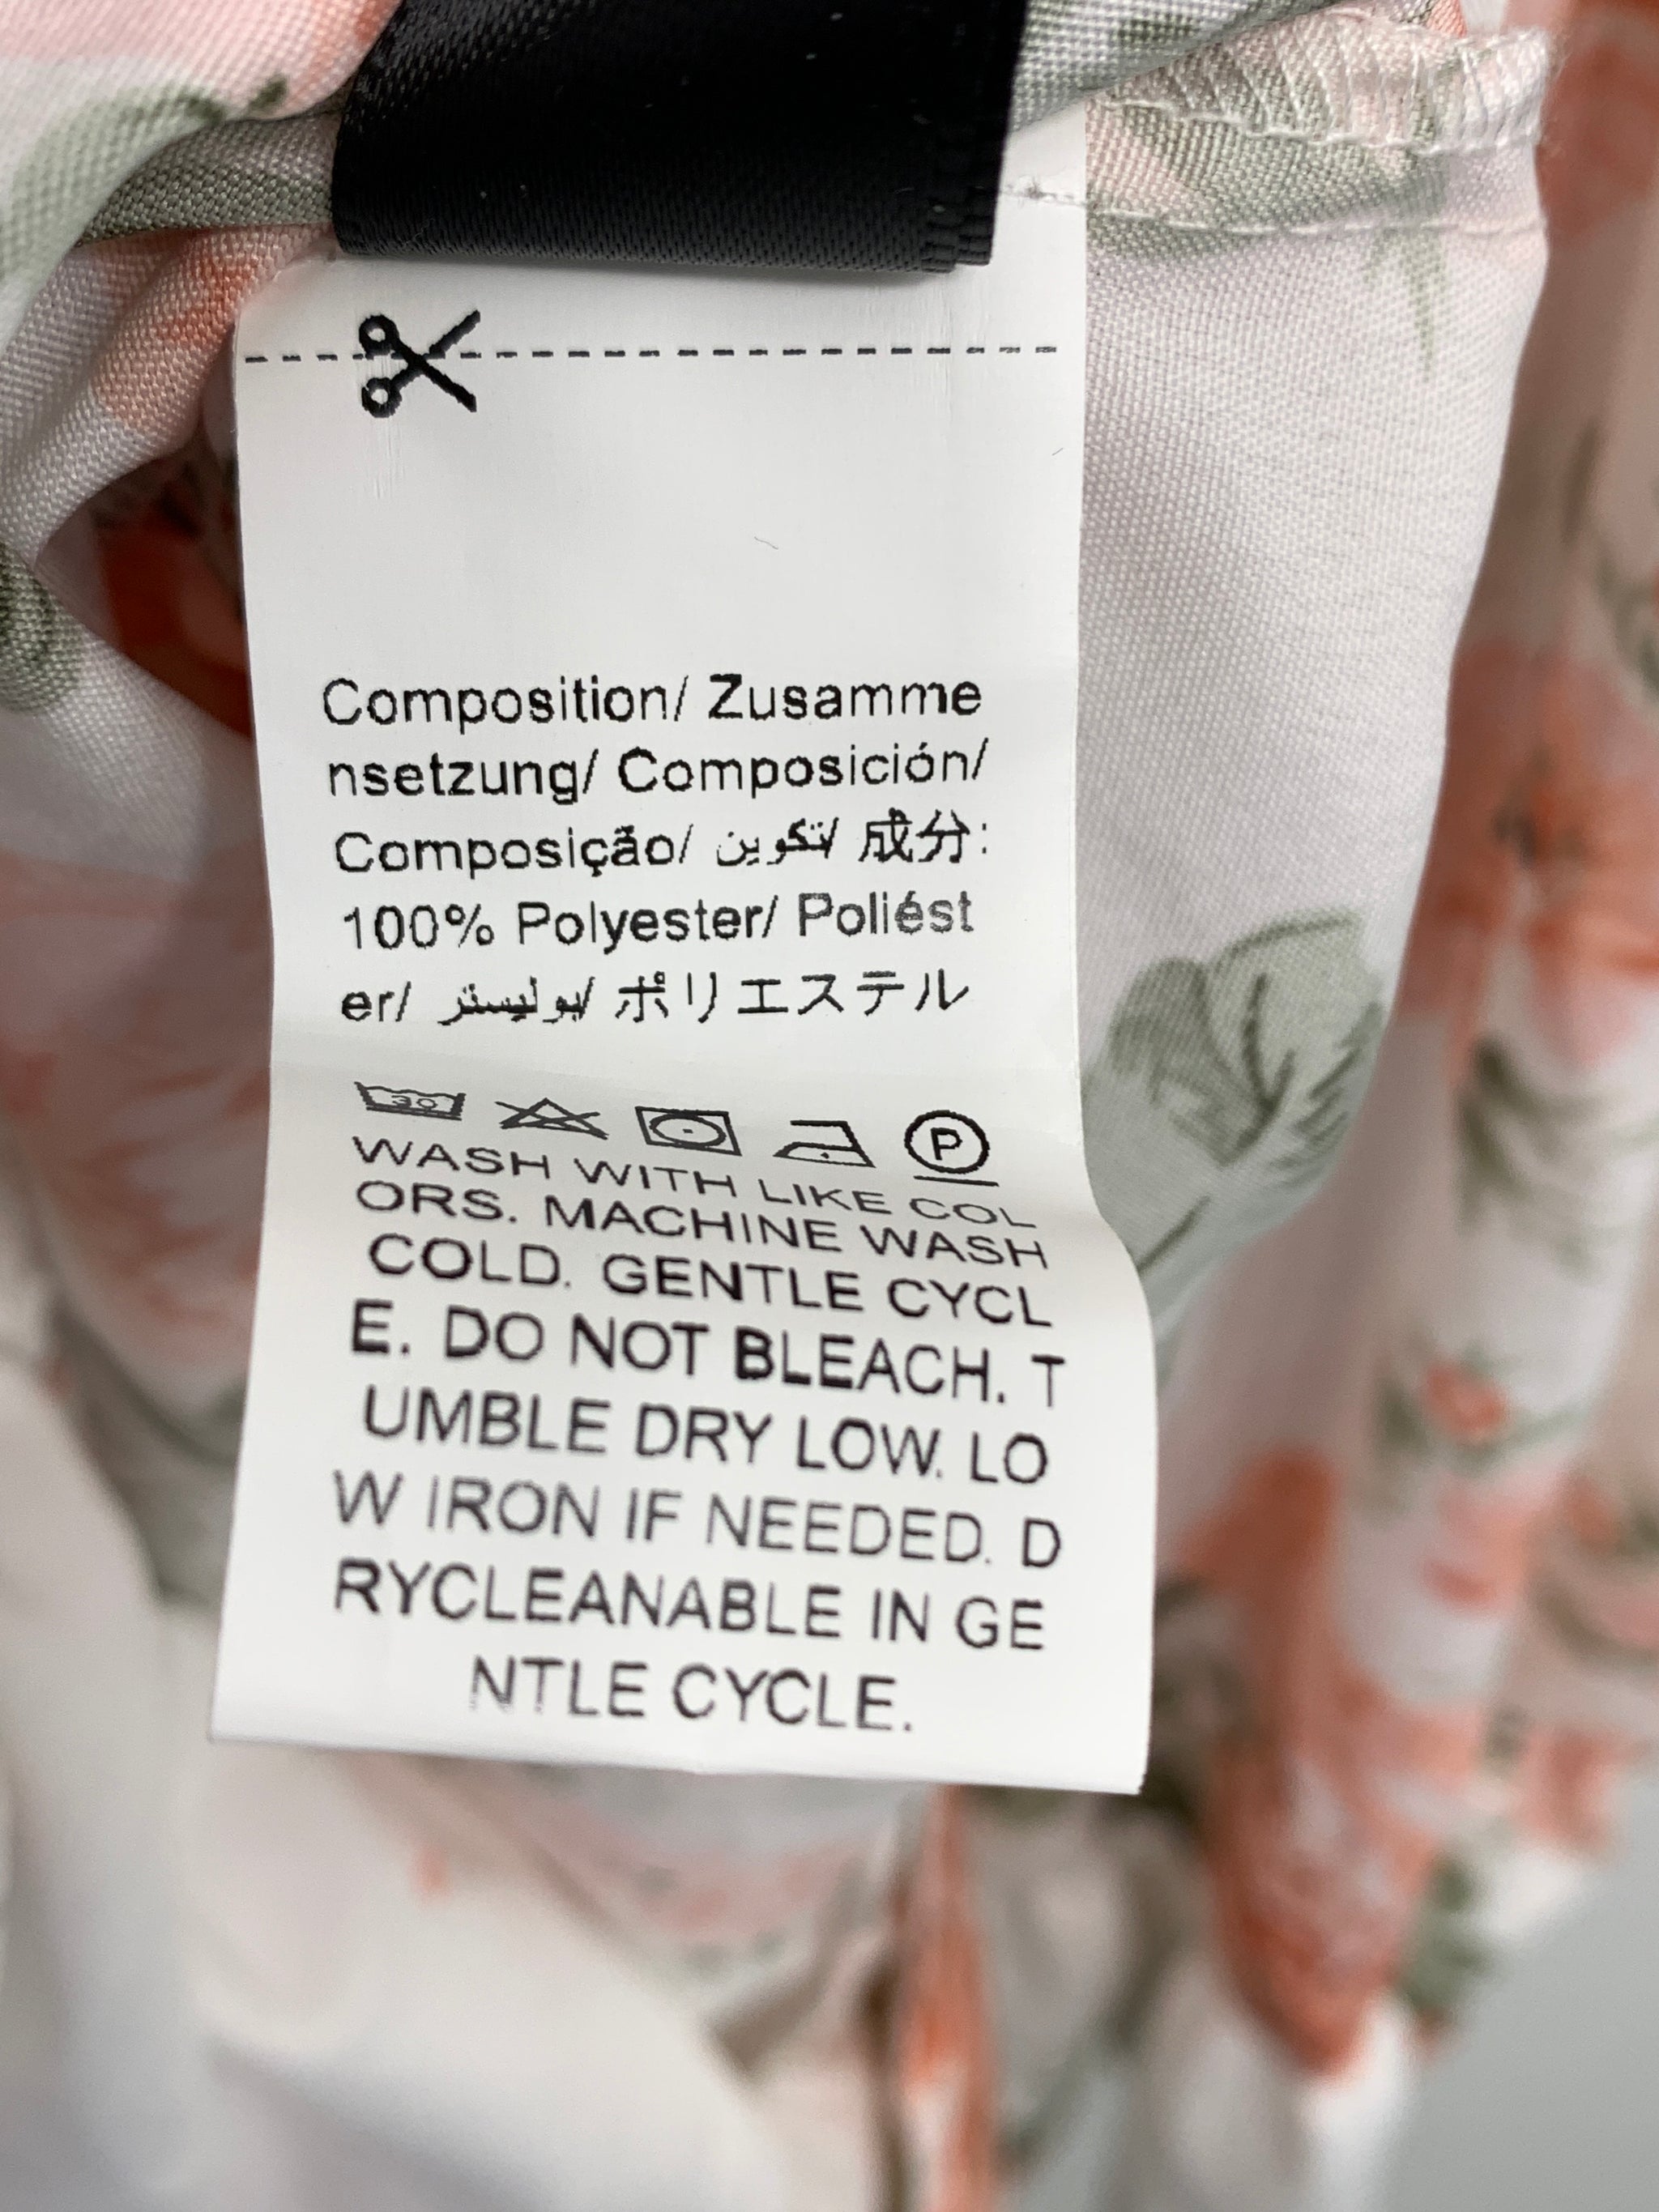 Composition/ Zusamme
nsetzung/ Composición/
Composição/ تكوين/ 成分:
100% Polyester/ Poliést
er/ بوليستر/ ポリエステル
30 P
WASH WITH LIKE COL
ORS. MACHINE WASH
COLD. GENTLE CYCL
E. DO NOT BLEACH. T
UMBLE DRY LOW. LO
W IRON IF NEEDED. D
RYCLEANABLE IN GE
NTLE CYCLE.